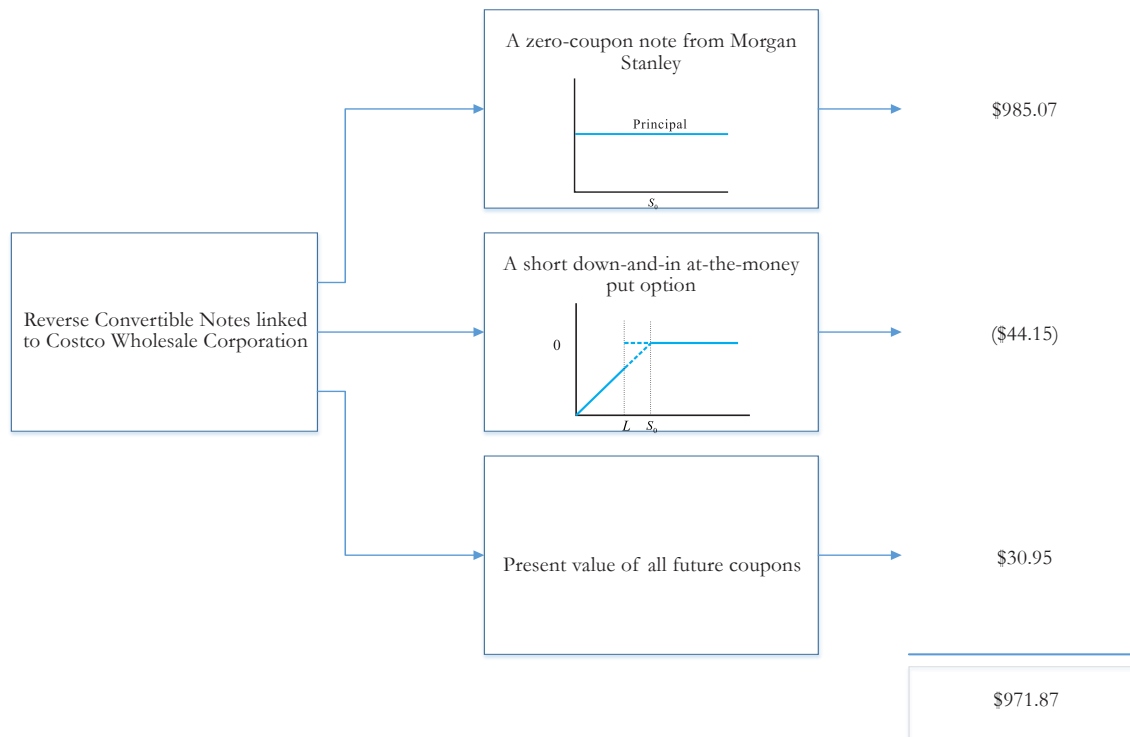 A zero-coupon note from Morgan
Stanley
Principal
S₀
$985.07
Reverse Convertible Notes linked
to Costco Wholesale Corporation
A short down-and-in at-the-money
put option
0
L S₀
($44.15)
Present value of all future coupons
$30.95
$971.87